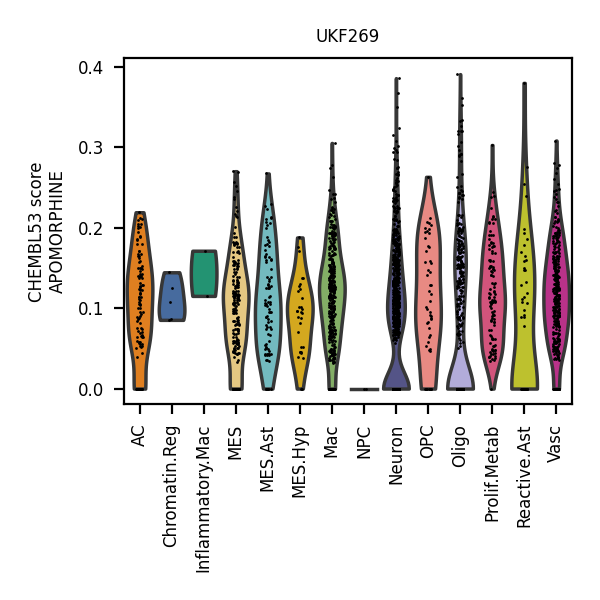 UKF269
CHEMBL53 score
APOMORPHINE
0.4
0.3
0.2
0.1
0.0
AC
Chromatin.Reg
Inflammatory.Mac
MES
MES.Ast
MES.Hyp
Mac
NPC
Neuron
OPC
Oligo
Prolif.Metab
Reactive.Ast
Vasc